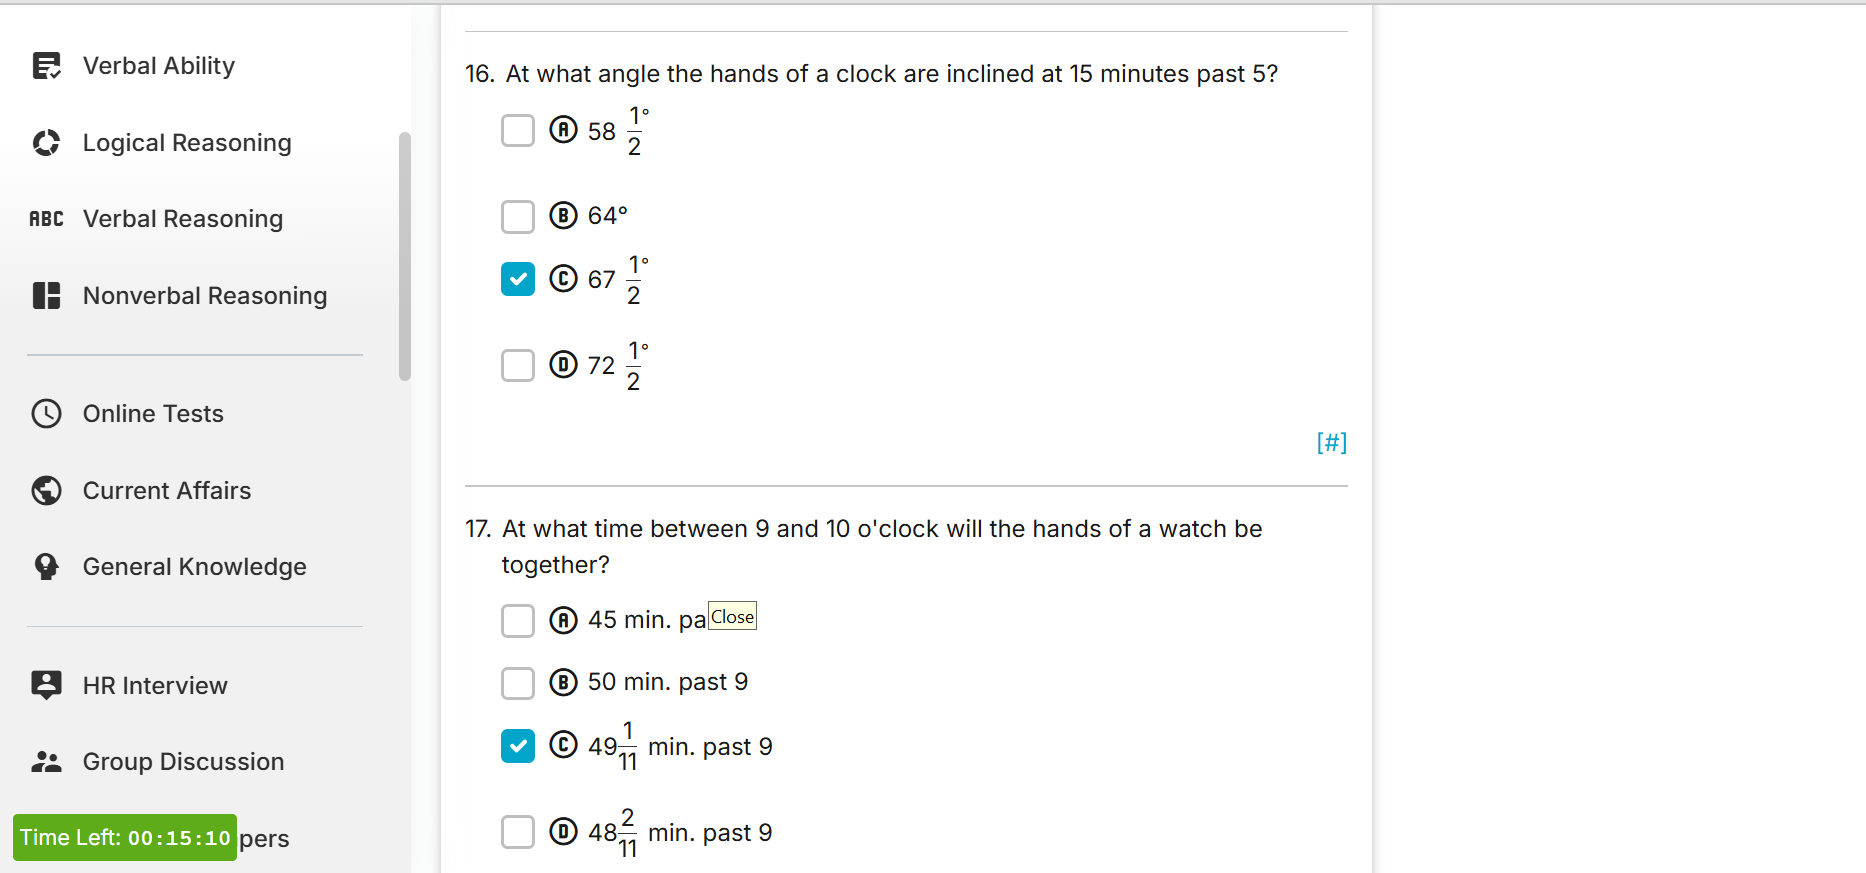 Verbal Ability
Logical Reasoning
ABC Verbal Reasoning
Nonverbal Reasoning
Online Tests
Current Affairs
General Knowledge
HR Interview
Group Discussion
Time Left: 00:15:10 pers
16. At what angle the hands of a clock are inclined at 15 minutes past 5?
A 58 1/2°
B 64°
C 67 1/2°
D 72 1/2°
[#]
17. At what time between 9 and 10 o'clock will the hands of a watch be
together?
A 45 min. pa Close
B 50 min. past 9
C 49 1/11 min. past 9
D 48 2/11 min. past 9